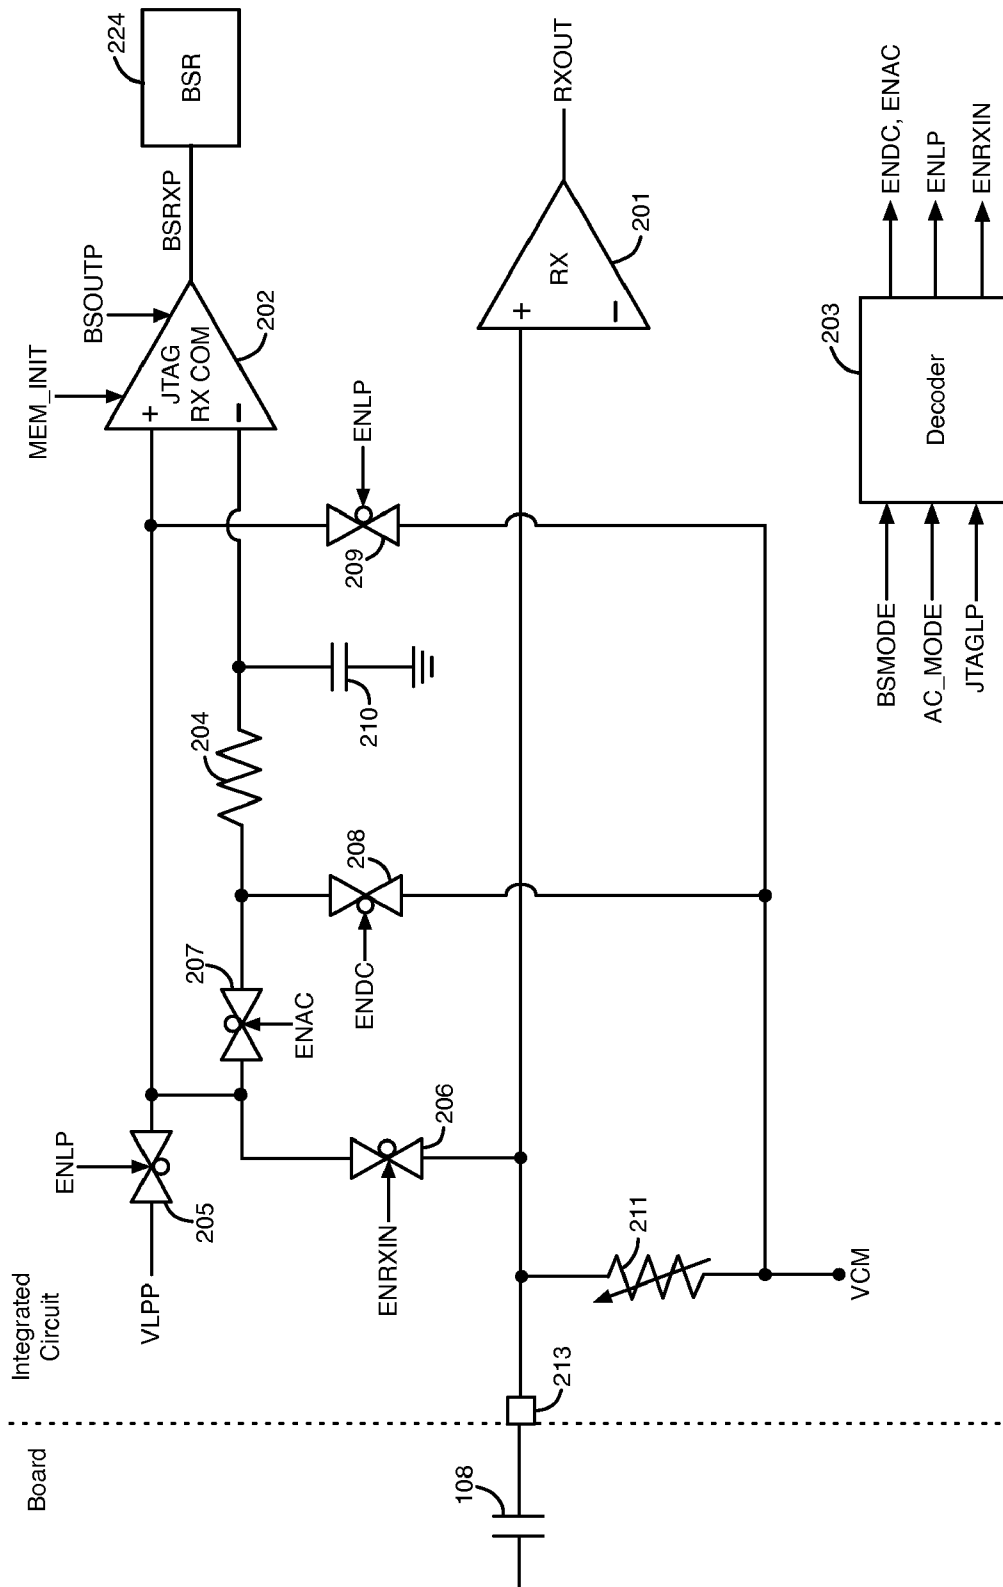 Board
Integrated
Circuit
108
213
VLPP
ENLP
205
ENRXIN
206
211
VCM
207
ENAC
ENDC
208
204
210
209
ENLP
MEM_INIT
BSOUTP
JTAG
RX COM
+
–
202
BSRXP
BSR
224
RX
+
–
201
RXOUT
BSMODE
AC_MODE
JTAGLP
Decoder
203
ENDC, ENAC
ENLP
ENRXIN